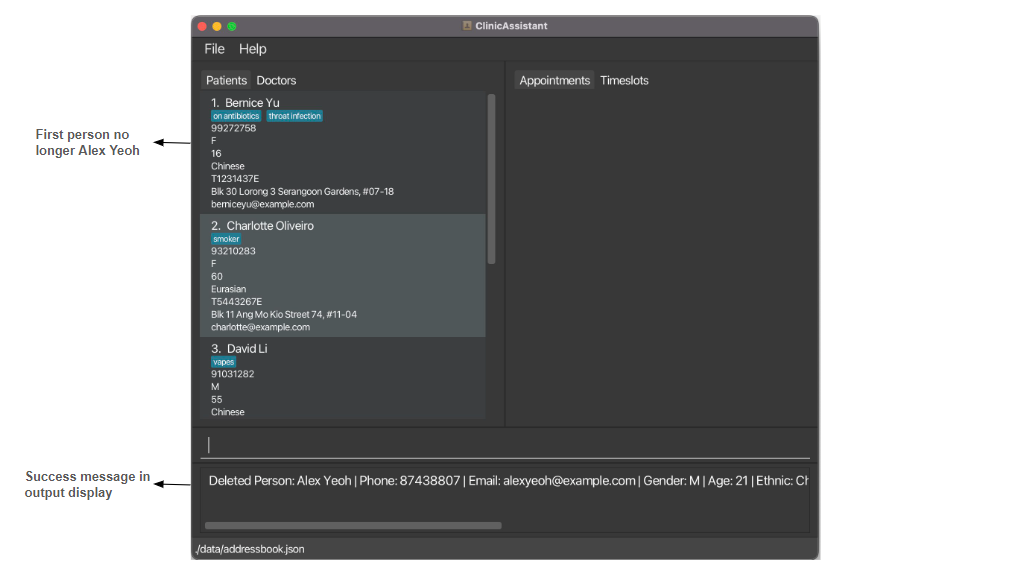 ClinicAssistant
File Help
Patients Doctors
Appointments Timeslots
1. Bernice Yu
on antibiotics throat infection
99272758
F
16
Chinese
T1231437E
Blk 30 Lorong 3 Serangoon Gardens, #07-18
berniceyu@example.com
2. Charlotte Oliveiro
smoker
93210283
F
60
Eurasian
T5443267E
Blk 11 Ang Mo Kio Street 74, #11-04
charlotte@example.com
3. David Li
vapes
91031282
M
55
Chinese
First person no
longer Alex Yeoh
Success message in
output display
Deleted Person: Alex Yeoh | Phone: 87438807 | Email: alexyeoh@example.com | Gender: M | Age: 21 | Ethnic: Ch
./data/addressbook.json